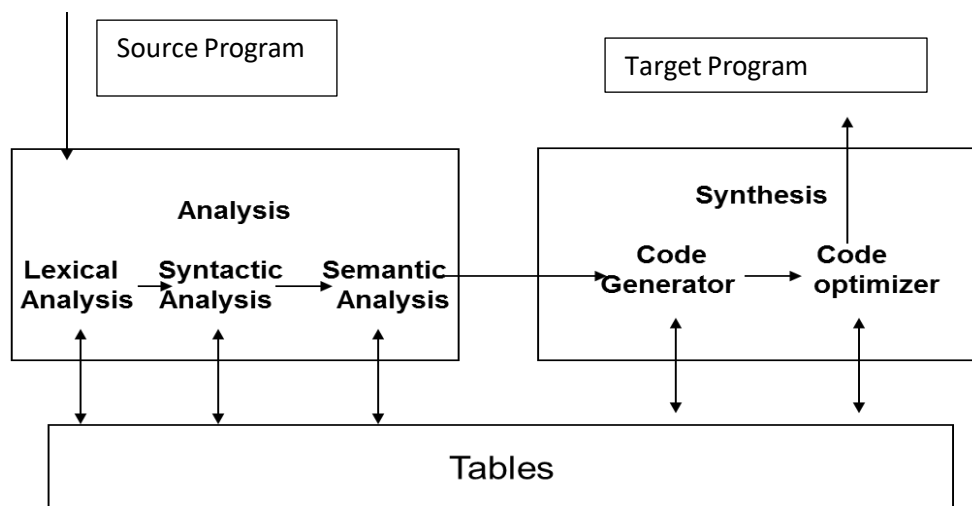 Source Program
Target Program
Analysis
Synthesis
Lexical
Analysis
Syntactic
Analysis
Semantic
Analysis
Code
Generator
Code
optimizer
Tables